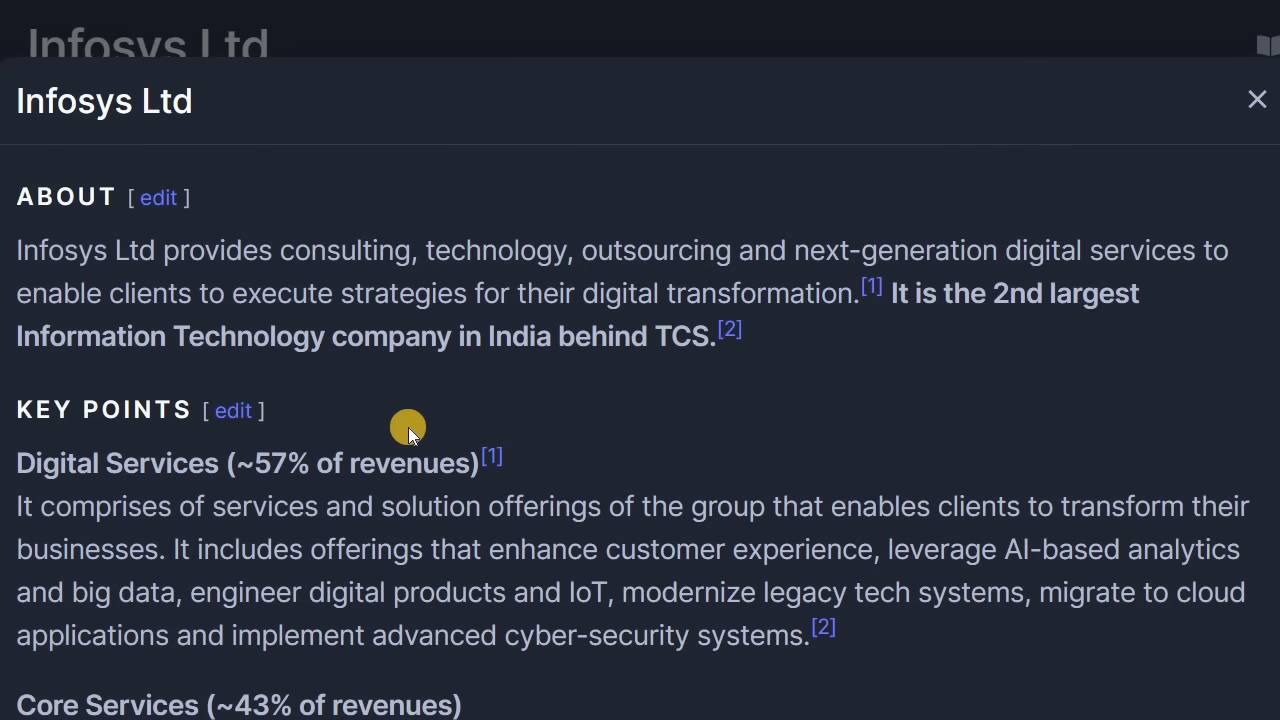 Infosys Ltd
Infosys Ltd
ABOUT [ edit ]
Infosys Ltd provides consulting, technology, outsourcing and next-generation digital services to
enable clients to execute strategies for their digital transformation.[1] It is the 2nd largest
Information Technology company in India behind TCS.[2]
KEY POINTS [ edit ]
Digital Services (~57% of revenues)[1]
It comprises of services and solution offerings of the group that enables clients to transform their
businesses. It includes offerings that enhance customer experience, leverage AI-based analytics
and big data, engineer digital products and IoT, modernize legacy tech systems, migrate to cloud
applications and implement advanced cyber-security systems.[2]
Core Services (~43% of revenues)